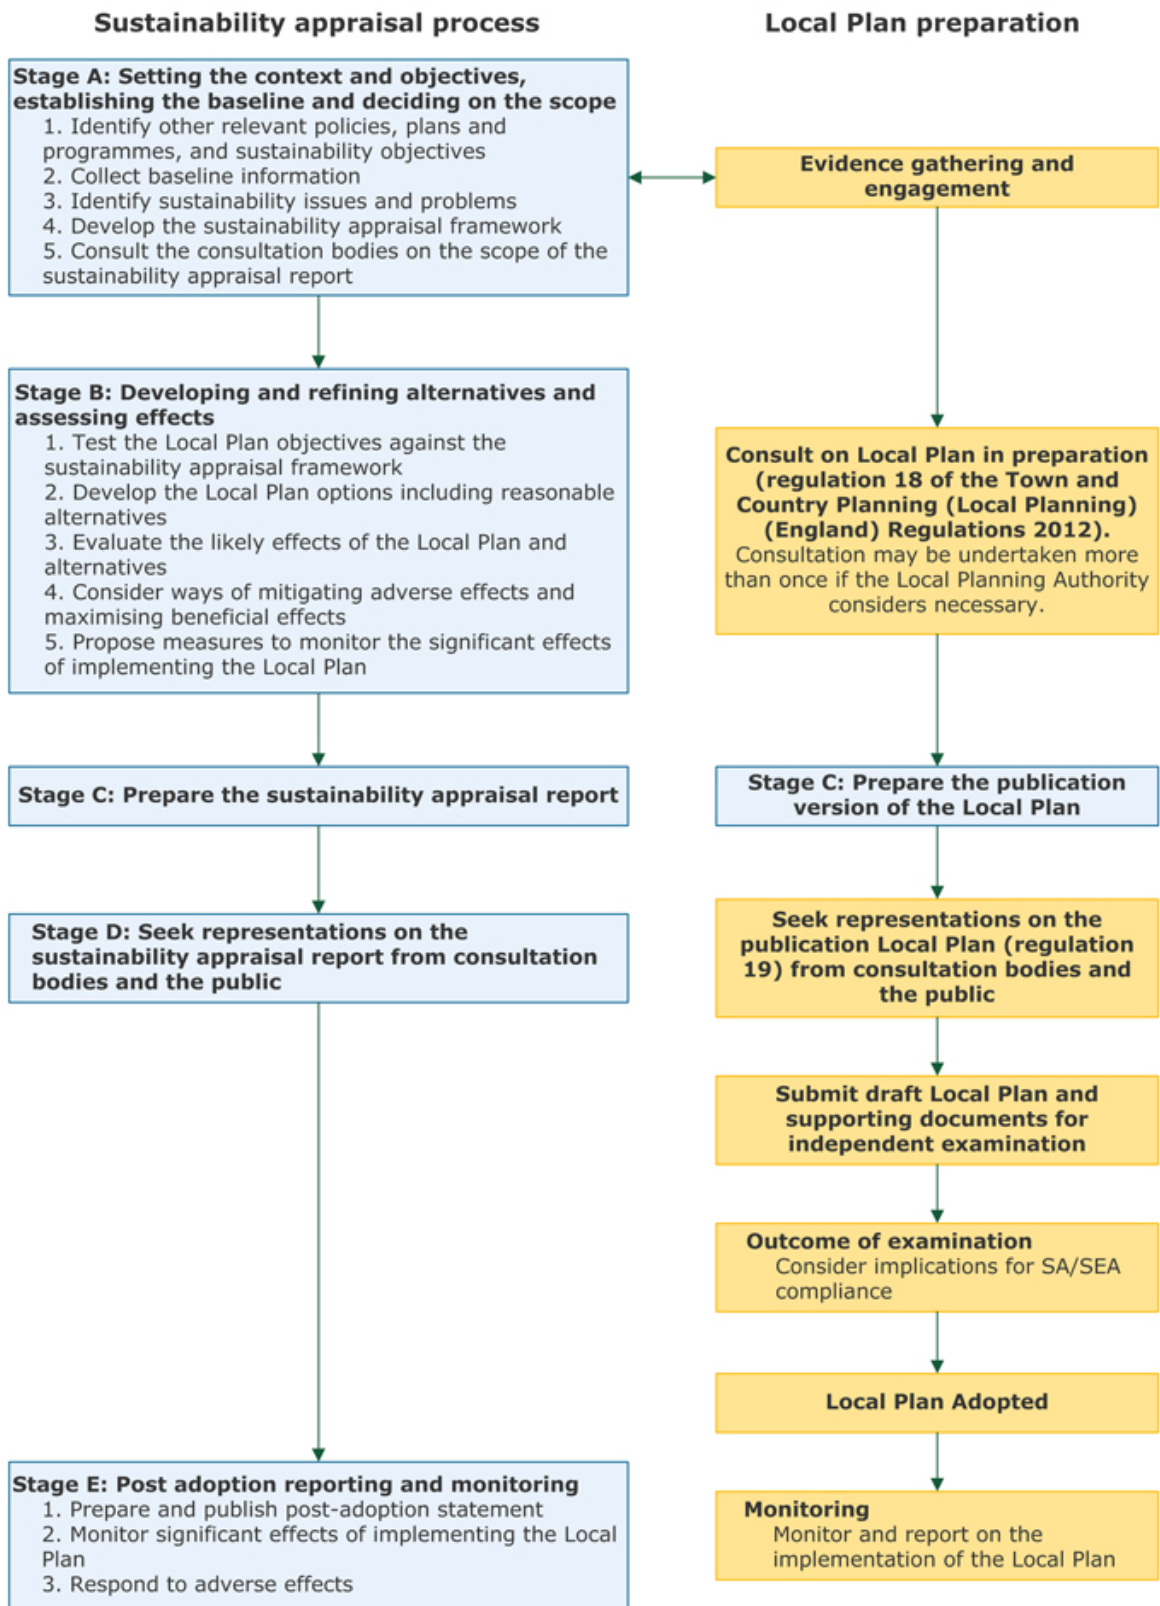 Sustainability appraisal process
Local Plan preparation
Stage A: Setting the context and objectives,
establishing the baseline and deciding on the scope
1. Identify other relevant policies, plans and
programmes, and sustainability objectives
2. Collect baseline information
3. Identify sustainability issues and problems
4. Develop the sustainability appraisal framework
5. Consult the consultation bodies on the scope of the
sustainability appraisal report
Evidence gathering and
engagement
Stage B: Developing and refining alternatives and
assessing effects
1. Test the Local Plan objectives against the
sustainability appraisal framework
2. Develop the Local Plan options including reasonable
alternatives
3. Evaluate the likely effects of the Local Plan and
alternatives
4. Consider ways of mitigating adverse effects and
maximising beneficial effects
5. Propose measures to monitor the significant effects
of implementing the Local Plan
Consult on Local Plan in preparation
(regulation 18 of the Town and
Country Planning (Local Planning)
(England) Regulations 2012).
Consultation may be undertaken more
than once if the Local Planning Authority
considers necessary.
Stage C: Prepare the sustainability appraisal report
Stage C: Prepare the publication
version of the Local Plan
Stage D: Seek representations on the
sustainability appraisal report from consultation
bodies and the public
Seek representations on the
publication Local Plan (regulation
19) from consultation bodies and
the public
Submit draft Local Plan and
supporting documents for
independent examination
Outcome of examination
Consider implications for SA/SEA
compliance
Local Plan Adopted
Stage E: Post adoption reporting and monitoring
1. Prepare and publish post-adoption statement
2. Monitor significant effects of implementing the Local
Plan
3. Respond to adverse effects
Monitoring
Monitor and report on the
implementation of the Local Plan